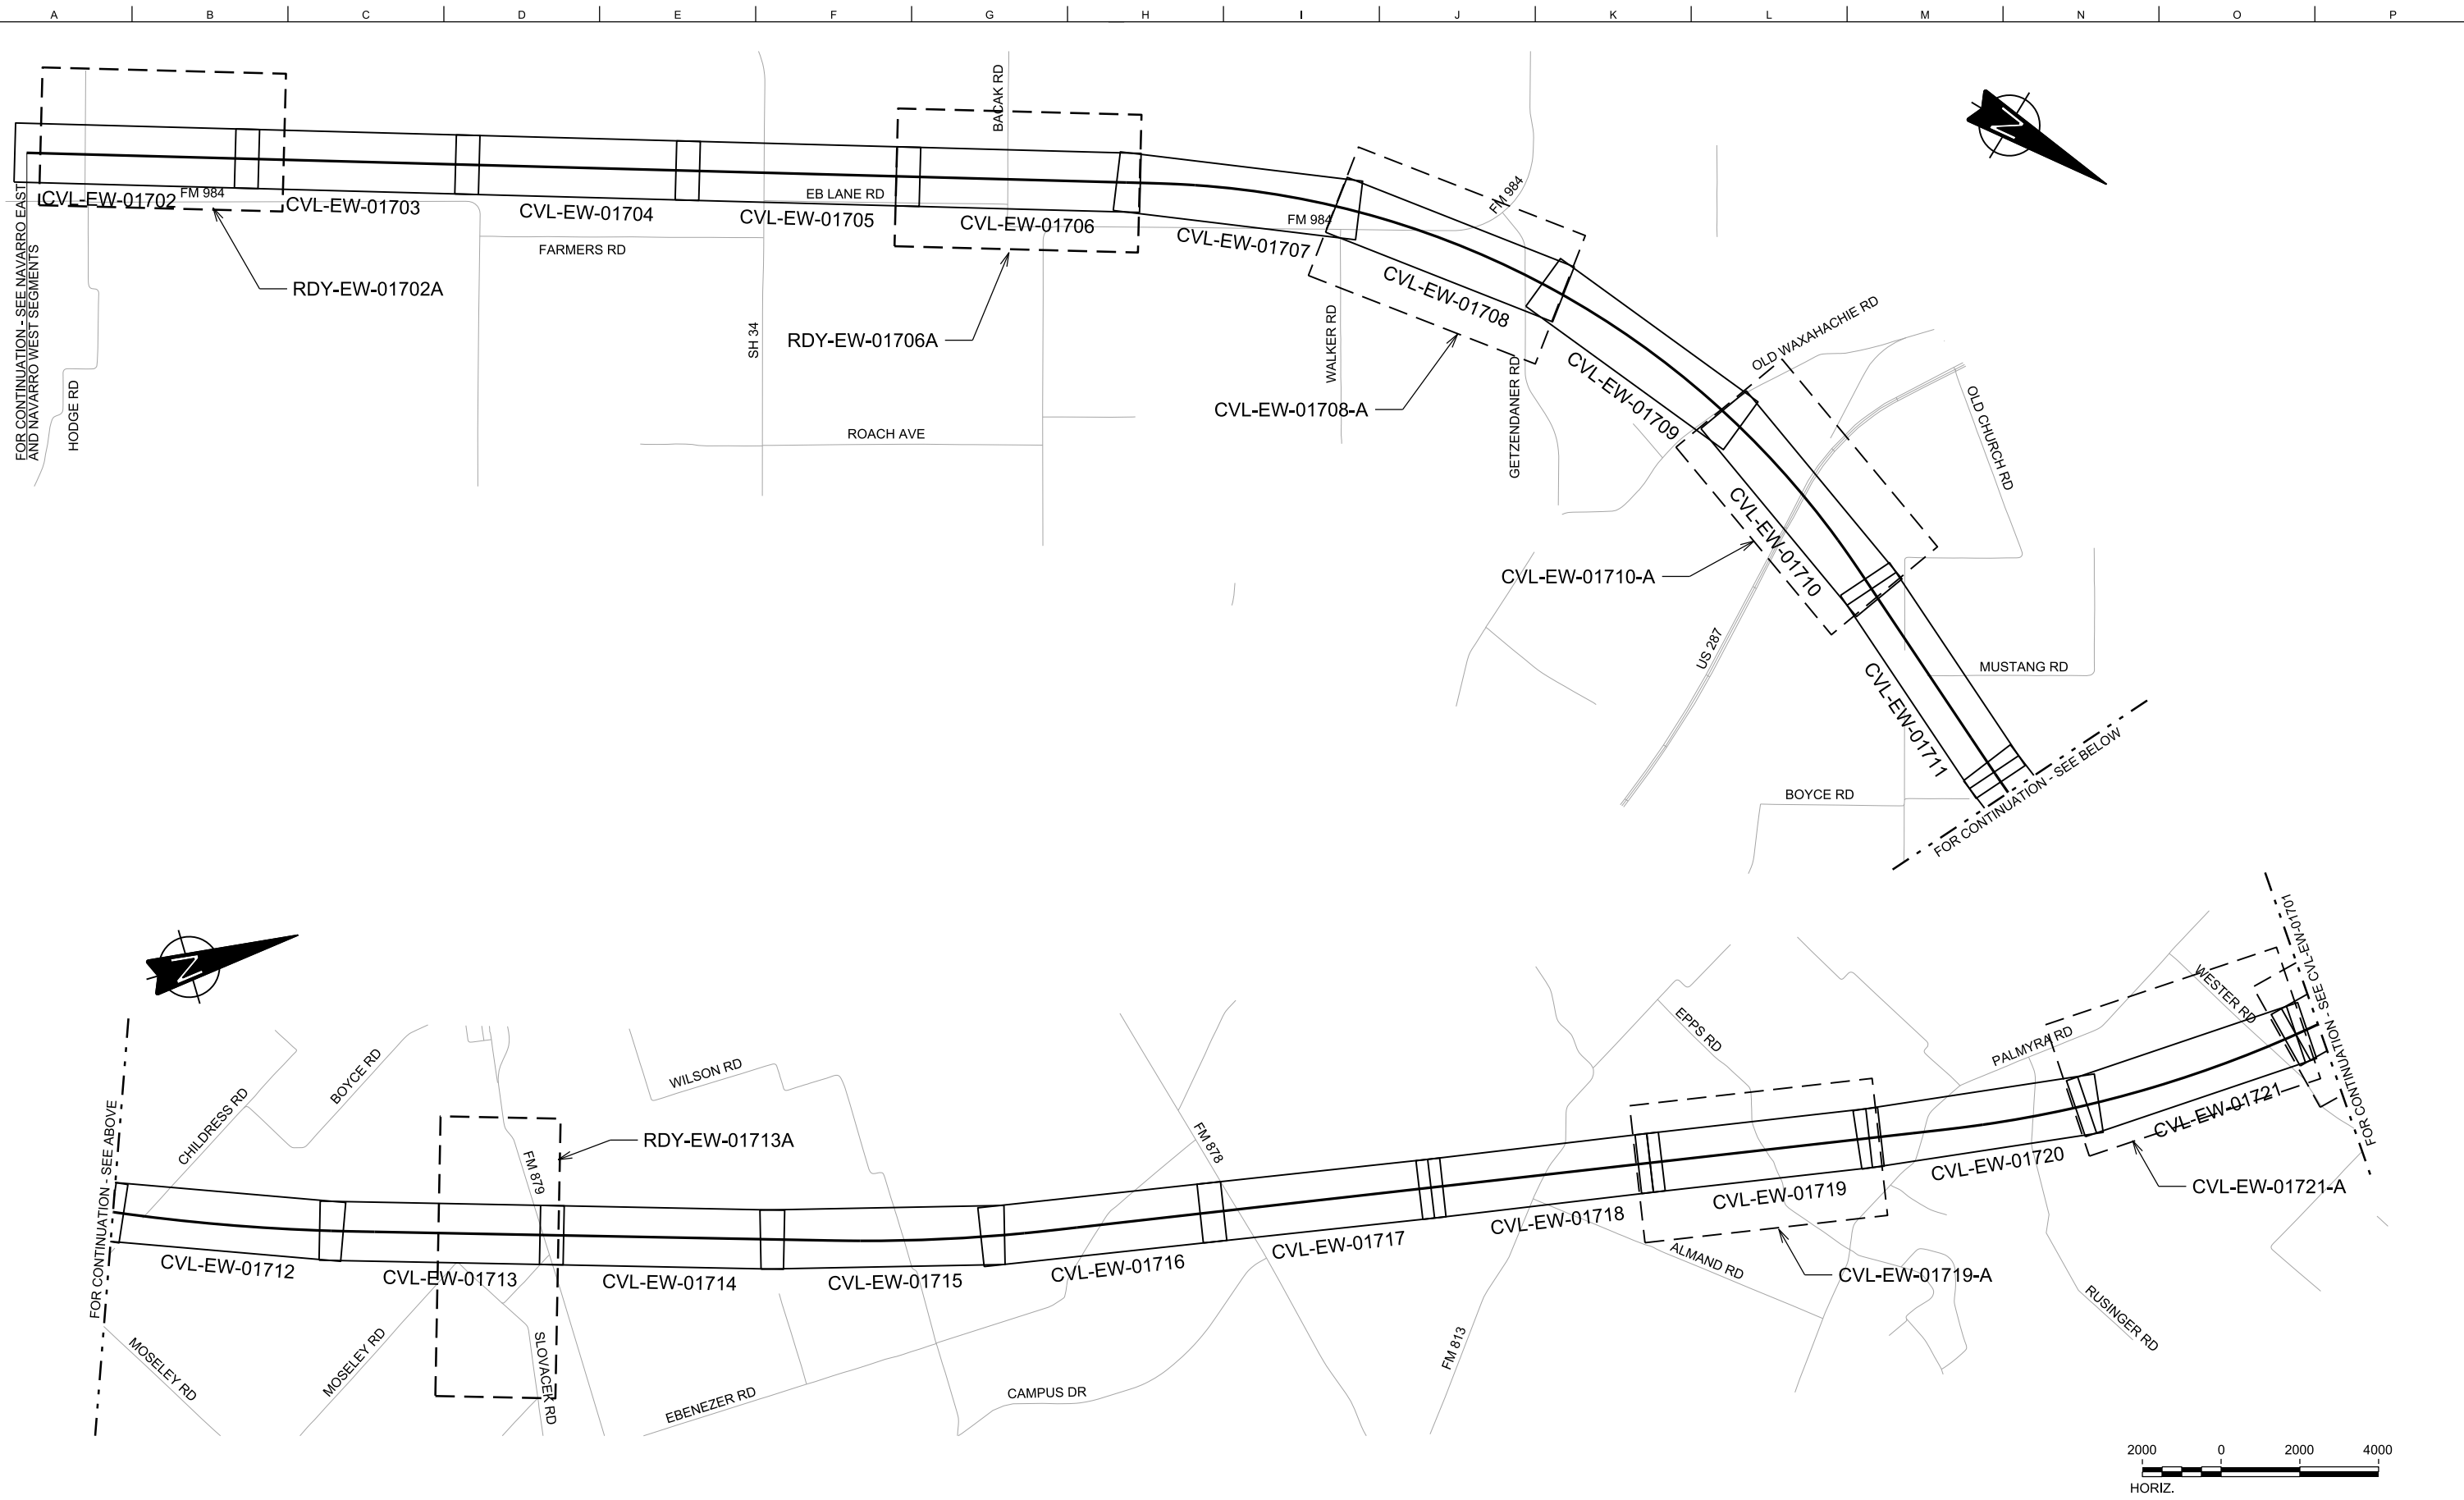 A B C D E F G H I J K L M N O P
BACAK RD
FM 984
CVL-EW-01702
FM 984
CVL-EW-01703
CVL-EW-01704
EB LANE RD
CVL-EW-01705
CVL-EW-01706
FM 984
CVL-EW-01707
FARMERS RD
RDY-EW-01702A
RDY-EW-01706A
CVL-EW-01708
FOR CONTINUATION - SEE NAVARRO EAST
AND NAVARRO WEST SEGMENTS
HODGE RD
SH 34
ROACH AVE
WALKER RD
CVL-EW-01708-A
GETZENDANER RD
OLD WAXAHACHIE RD
CVL-EW-01709
OLD CHURCH RD
CVL-EW-01710
CVL-EW-01710-A
US 287
MUSTANG RD
CVL-EW-01711
BOYCE RD
FOR CONTINUATION - SEE BELOW
N
N
FOR CONTINUATION - SEE ABOVE
CHILDRESS RD
BOYCE RD
WILSON RD
RDY-EW-01713A
FM 879
FM 878
EPPS RD
PALMYRA RD
WESTER RD
FOR CONTINUATION - SEE CVL-EW-01701
CVL-EW-01712
CVL-EW-01713
CVL-EW-01714
CVL-EW-01715
CVL-EW-01716
CVL-EW-01717
CVL-EW-01718
CVL-EW-01719
CVL-EW-01720
CVL-EW-01721
CVL-EW-01721-A
CVL-EW-01719-A
ALMAND RD
RUSINGER RD
FM 813
MOSELEY RD
MOSELEY RD
SLOVACEK RD
EBENEZER RD
CAMPUS DR
2000 0 2000 4000
HORIZ.